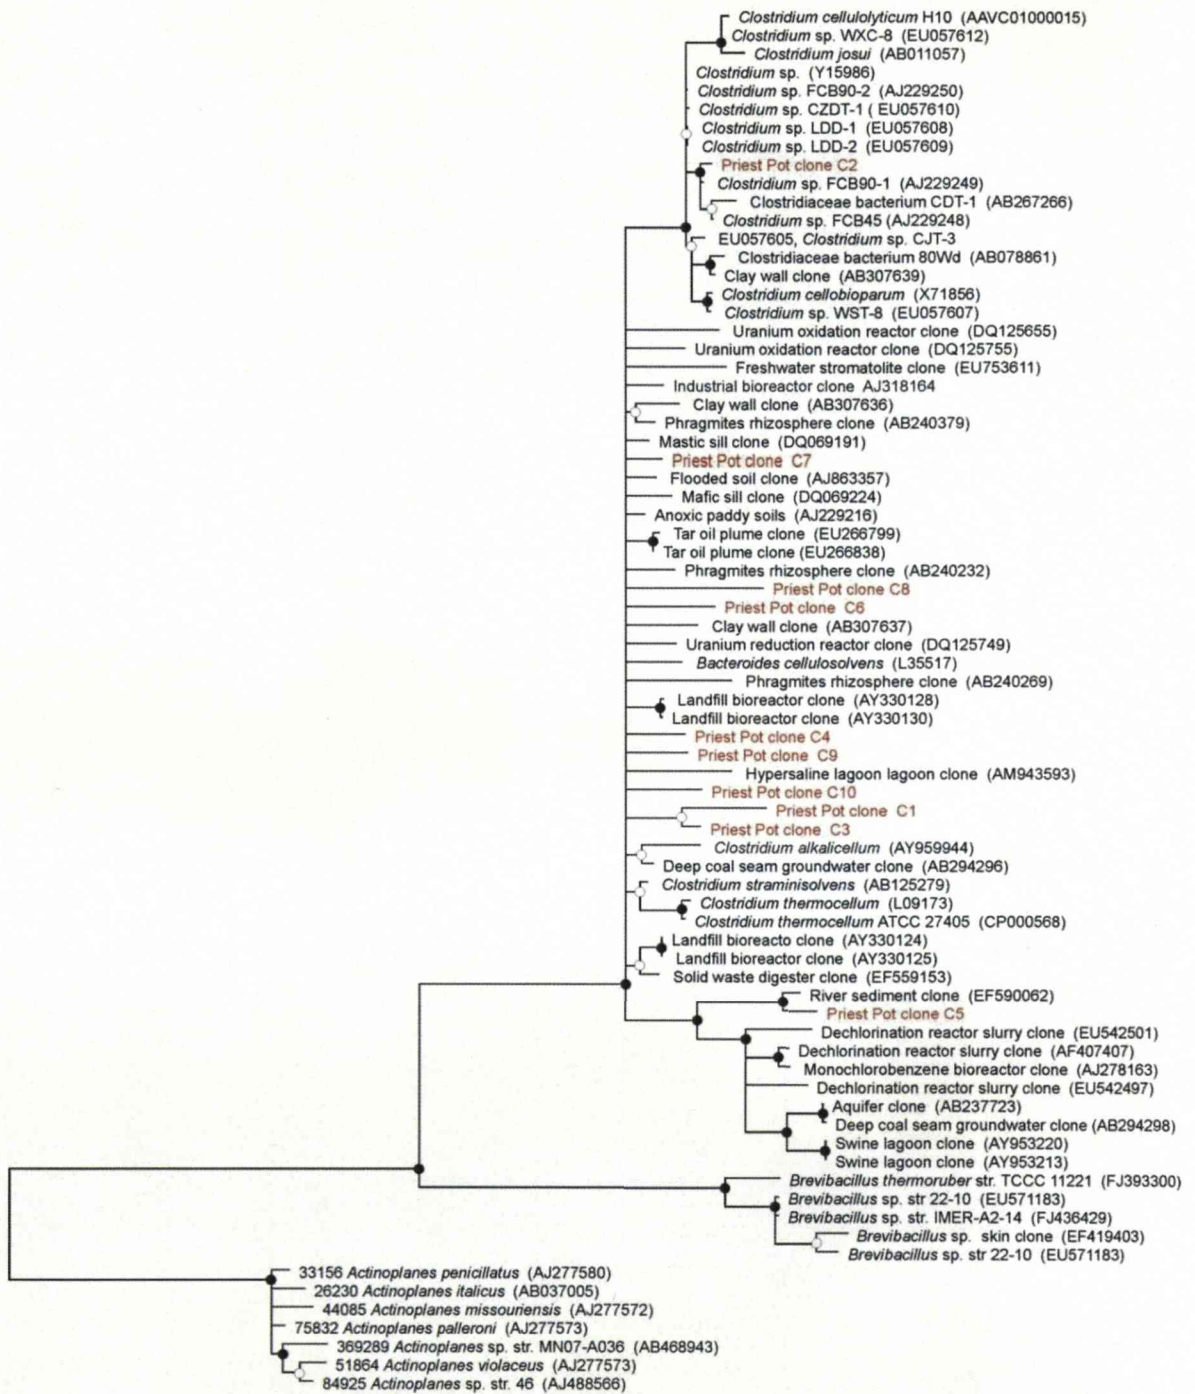 Clostridium cellulolyticum H10 (AAVC01000015)
Clostridium sp. WXC-8 (EU057612)
Clostridium josui (AB011057)
Clostridium sp. (Y15986)
Clostridium sp. FCB90-2 (AJ229250)
Clostridium sp. CZDT-1 ( EU057610)
Clostridium sp. LDD-1 (EU057608)
Clostridium sp. LDD-2 (EU057609)
Priest Pot clone C2
Clostridium sp. FCB90-1 (AJ229249)
Clostridiaceae bacterium CDT-1 (AB267266)
Clostridium sp. FCB45 (AJ229248)
EU057605, Clostridium sp. CJT-3
Clostridiaceae bacterium 80Wd (AB078861)
Clay wall clone (AB307639)
Clostridium cellobioparum (X71856)
Clostridium sp. WST-8 (EU057607)
Uranium oxidation reactor clone (DQ125655)
Uranium oxidation reactor clone (DQ125755)
Freshwater stromatolite clone (EU753611)
Industrial bioreactor clone AJ318164
Clay wall clone (AB307636)
Phragmites rhizosphere clone (AB240379)
Mastic sill clone (DQ069191)
Priest Pot clone C7
Flooded soil clone (AJ863357)
Mafic sill clone (DQ069224)
Anoxic paddy soils (AJ229216)
Tar oil plume clone (EU266799)
Tar oil plume clone (EU266838)
Phragmites rhizosphere clone (AB240232)
Priest Pot clone C8
Priest Pot clone C6
Clay wall clone (AB307637)
Uranium reduction reactor clone (DQ125749)
Bacteroides cellulosolvens (L35517)
Phragmites rhizosphere clone (AB240269)
Landfill bioreactor clone (AY330128)
Landfill bioreactor clone (AY330130)
Priest Pot clone C4
Priest Pot clone C9
Hypersaline lagoon lagoon clone (AM943593)
Priest Pot clone C10
Priest Pot clone C1
Priest Pot clone C3
Clostridium alkalicellum (AY959944)
Deep coal seam groundwater clone (AB294296)
Clostridium straminisolvens (AB125279)
Clostridium thermocellum (L09173)
Clostridium thermocellum ATCC 27405 (CP000568)
Landfill bioreacto clone (AY330124)
Landfill bioreactor clone (AY330125)
Solid waste digester clone (EF559153)
River sediment clone (EF590062)
Priest Pot clone C5
Dechlorination reactor slurry clone (EU542501)
Dechlorination reactor slurry clone (AF407407)
Monochlorobenzene bioreactor clone (AJ278163)
Dechlorination reactor slurry clone (EU542497)
Aquifer clone (AB237723)
Deep coal seam groundwater clone (AB294298)
Swine lagoon clone (AY953220)
Swine lagoon clone (AY953213)
Brevibacillus thermoruber str. TCCC 11221 (FJ393300)
Brevibacillus sp. str 22-10 (EU571183)
Brevibacillus sp. str. IMER-A2-14 (FJ436429)
Brevibacillus sp. skin clone (EF419403)
Brevibacillus sp. str 22-10 (EU571183)
33156 Actinoplanes penicillatus (AJ277580)
26230 Actinoplanes italicus (AB037005)
44085 Actinoplanes missouriensis (AJ277572)
75832 Actinoplanes palleroni (AJ277573)
369289 Actinoplanes sp. str. MN07-A036 (AB468943)
51864 Actinoplanes violaceus (AJ277573)
84925 Actinoplanes sp. str. 46 (AJ488566)